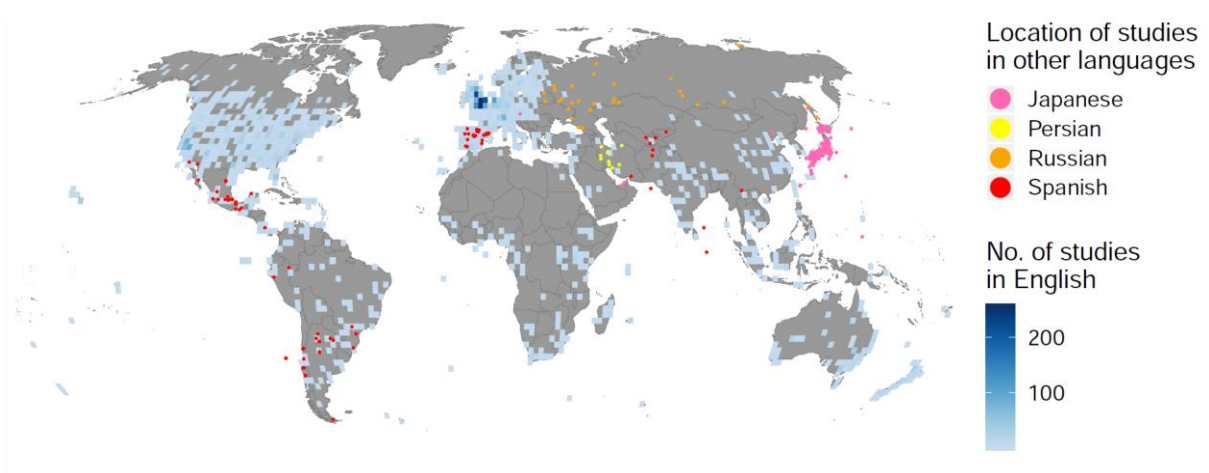 Location of studies
in other languages
Japanese
Persian
Russian
Spanish
No. of studies
in English
200
100